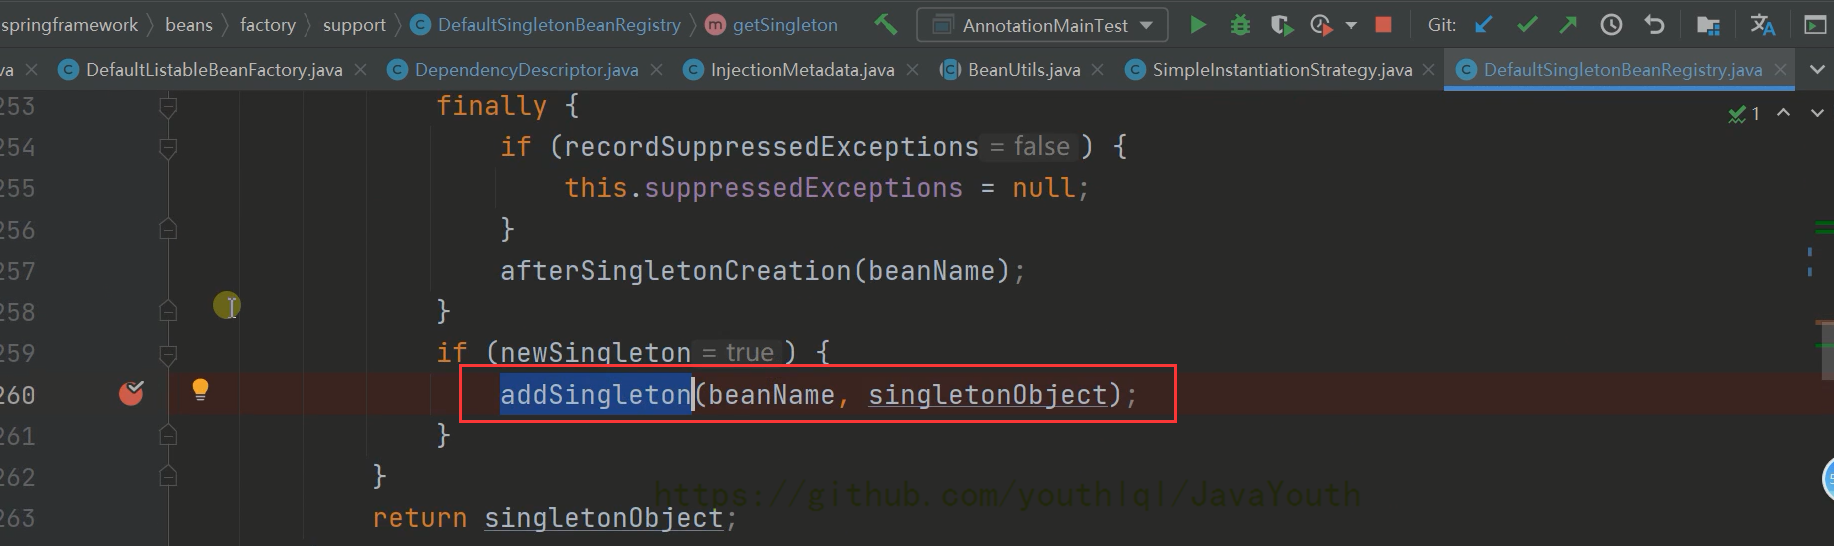 springframework beans factory support DefaultSingletonBeanRegistry getSingleton AnnotationMainTest Git:
va DefaultListableBeanFactory.java DependencyDescriptor.java InjectionMetadata.java BeanUtils.java SimpleInstantiationStrategy.java DefaultSingletonBeanRegistry.java
253 finally {
1
254 if (recordSuppressedExceptions = false ) {
255 this.suppressedExceptions = null;
256 }
257 afterSingletonCreation(beanName);
258 }
259 if (newSingleton = true ) {
260 addSingleton(beanName, singletonObject);
261 }
262 }
https://github.com/youthlql/JavaYouth
263 return singletonObject;